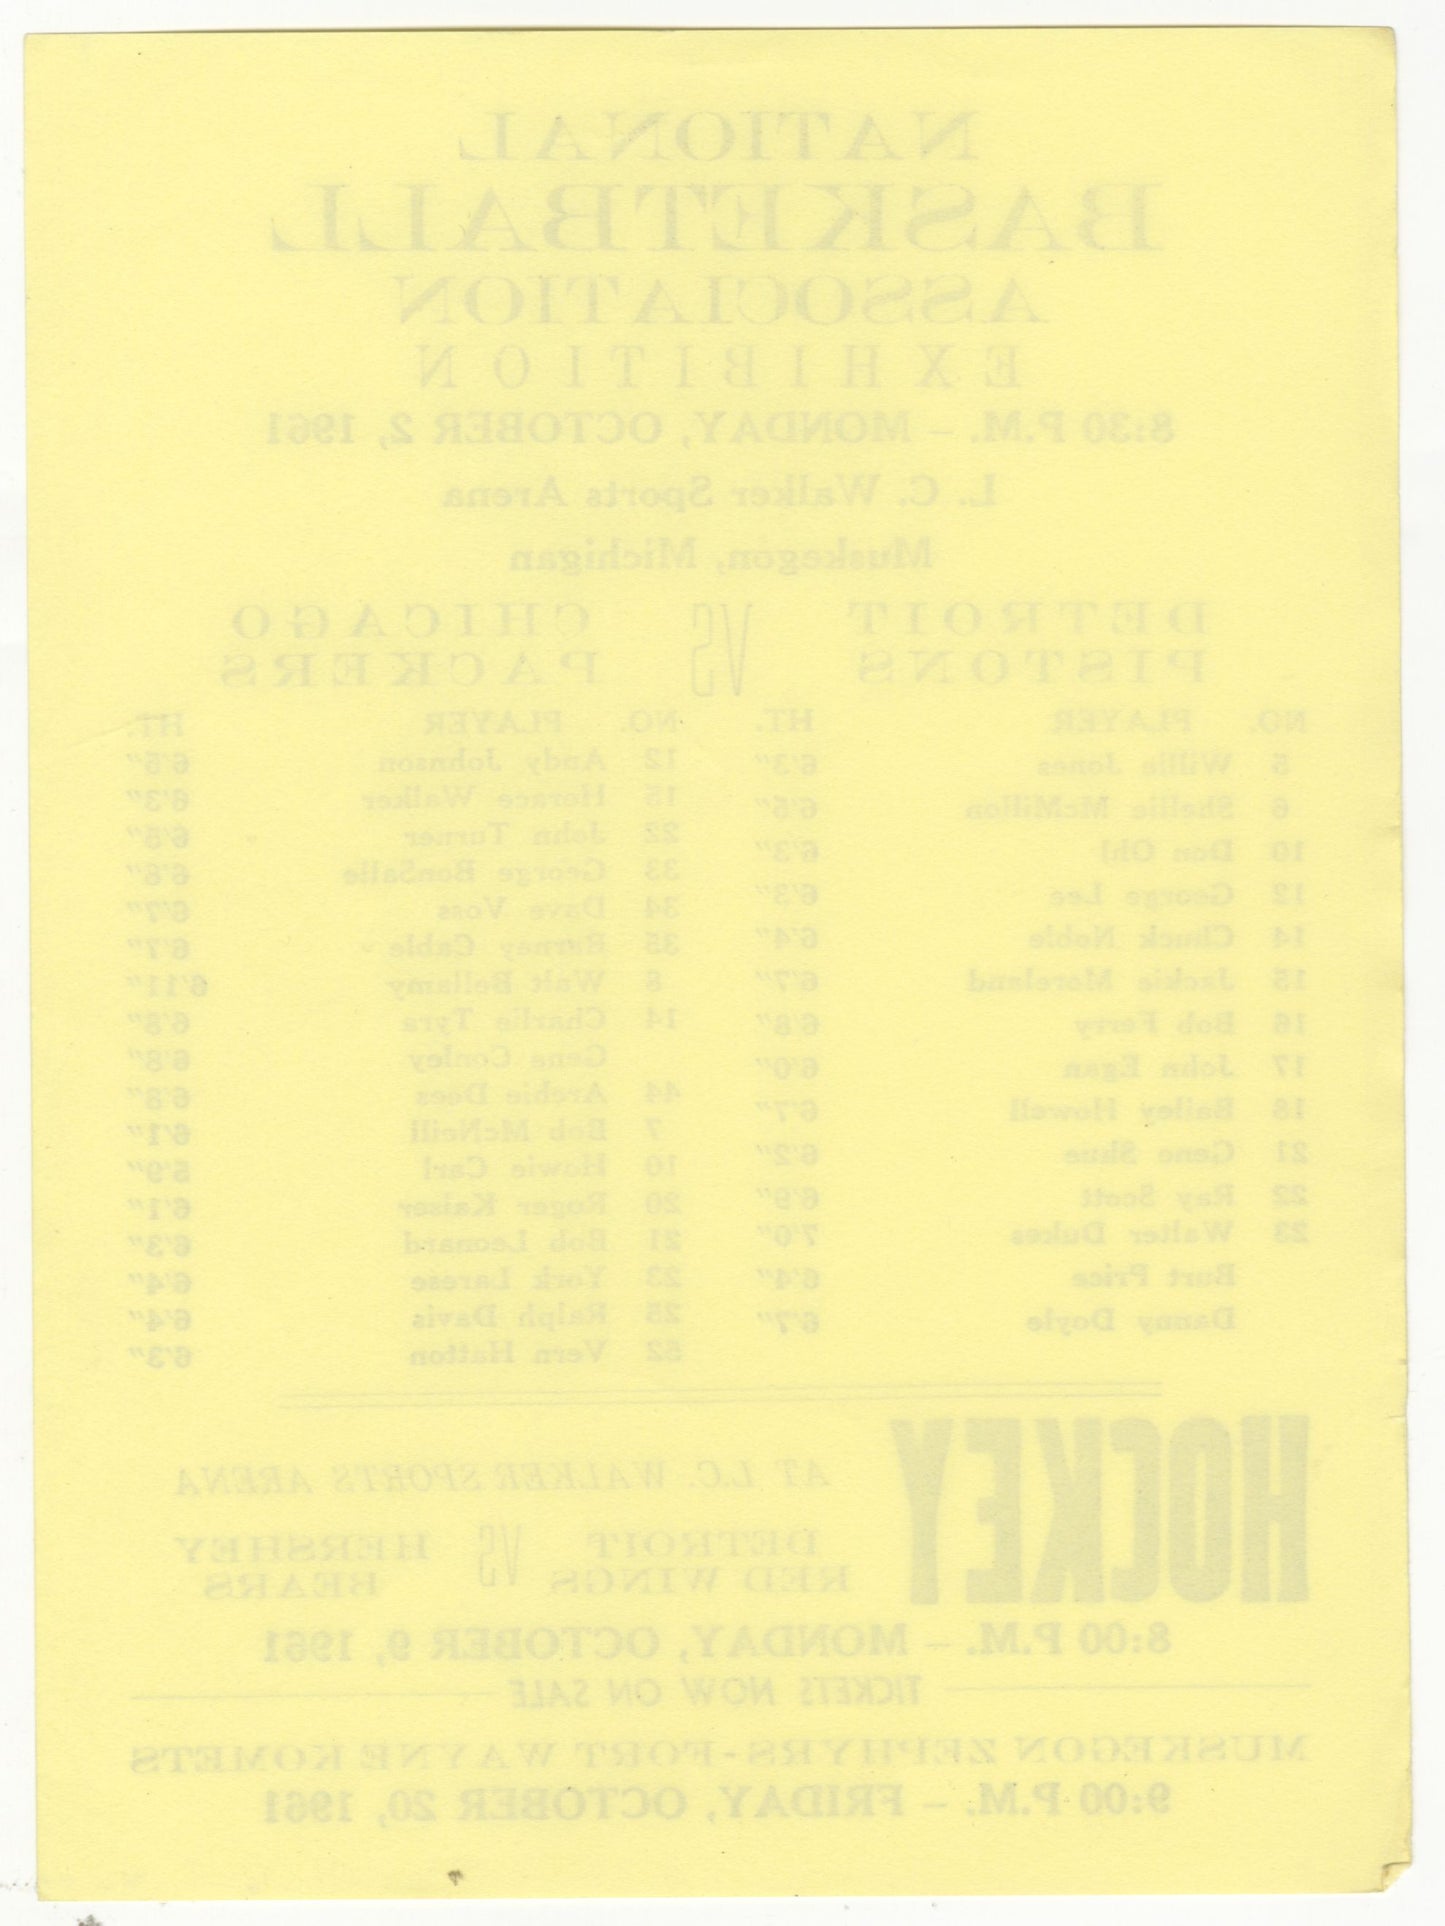 NATIONAL
BASKETBALL
ASSOCIATION
EXHIBITION
8:30 P.M. – MONDAY, OCTOBER 2, 1961
L. C. Walker Sports Arena
Muskegon, Michigan
DETROIT PISTONS VS CHICAGO PACKERS
NO. PLAYER HT.
5 Willie Jones 6'3"
6 Shellie McMillon 6'5"
10 Don Ohl 6'3"
12 George Lee 6'3"
14 Chuck Noble 6'4"
15 Jackie Moreland 6'7"
16 Bob Ferry 6'8"
17 John Egan 6'0"
18 Bailey Howell 6'7"
21 Gene Shue 6'2"
22 Ray Scott 6'9"
23 Walter Dukes 7'0"
Burt Price 6'4"
Danny Doyle 6'7"
NO. PLAYER HT.
12 Andy Johnson 6'5"
15 Horace Walker 6'3"
22 John Turner 6'5"
33 George BonSalle 6'8"
34 Dave Voss 6'7"
35 Barney Cable 6'7"
8 Walt Bellamy 6'11"
14 Charlie Tyra 6'8"
Gene Conley 6'8"
44 Archie Dees 6'8"
7 Bob McNeill 6'1"
10 Howie Carl 5'9"
20 Roger Kaiser 6'1"
21 Bob Leonard 6'3"
23 York Larese 6'4"
25 Ralph Davis 6'4"
52 Vern Hatton 6'3"
HOCKEY
AT L.C. WALKER SPORTS ARENA
DETROIT RED WINGS VS HERSHEY BEARS
8:00 P.M. – MONDAY, OCTOBER 9, 1961
TICKETS NOW ON SALE
MUSKEGON ZEPHYRS - FORT WAYNE KOMETS
9:00 P.M. – FRIDAY, OCTOBER 20, 1961